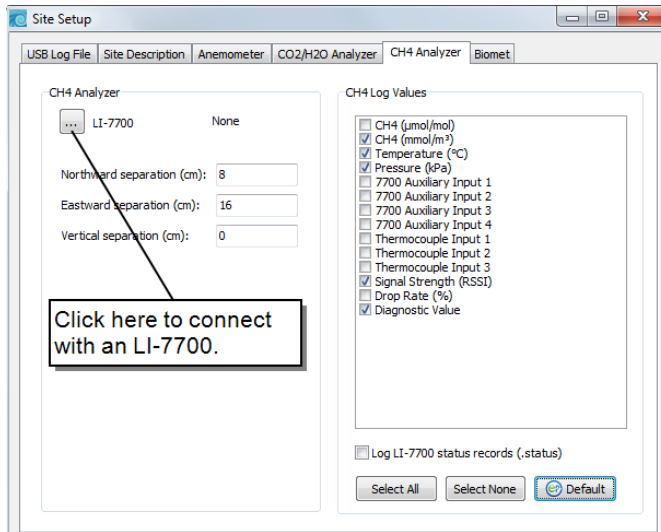 Site Setup
USB Log File
Site Description
Anemometer
CO2/H2O Analyzer
CH4 Analyzer
Biomet
CH4 Analyzer
...
LI-7700
None
Northward separation (cm): 8
Eastward separation (cm): 16
Vertical separation (cm): 0
Click here to connect
with an LI-7700.
CH4 Log Values
CH4 (µmol/mol)
CH4 (mmol/m³)
Temperature (°C)
Pressure (kPa)
7700 Auxiliary Input 1
7700 Auxiliary Input 2
7700 Auxiliary Input 3
7700 Auxiliary Input 4
Thermocouple Input 1
Thermocouple Input 2
Thermocouple Input 3
Signal Strength (RSSI)
Drop Rate (%)
Diagnostic Value
Log LI-7700 status records (.status)
Select All
Select None
Default